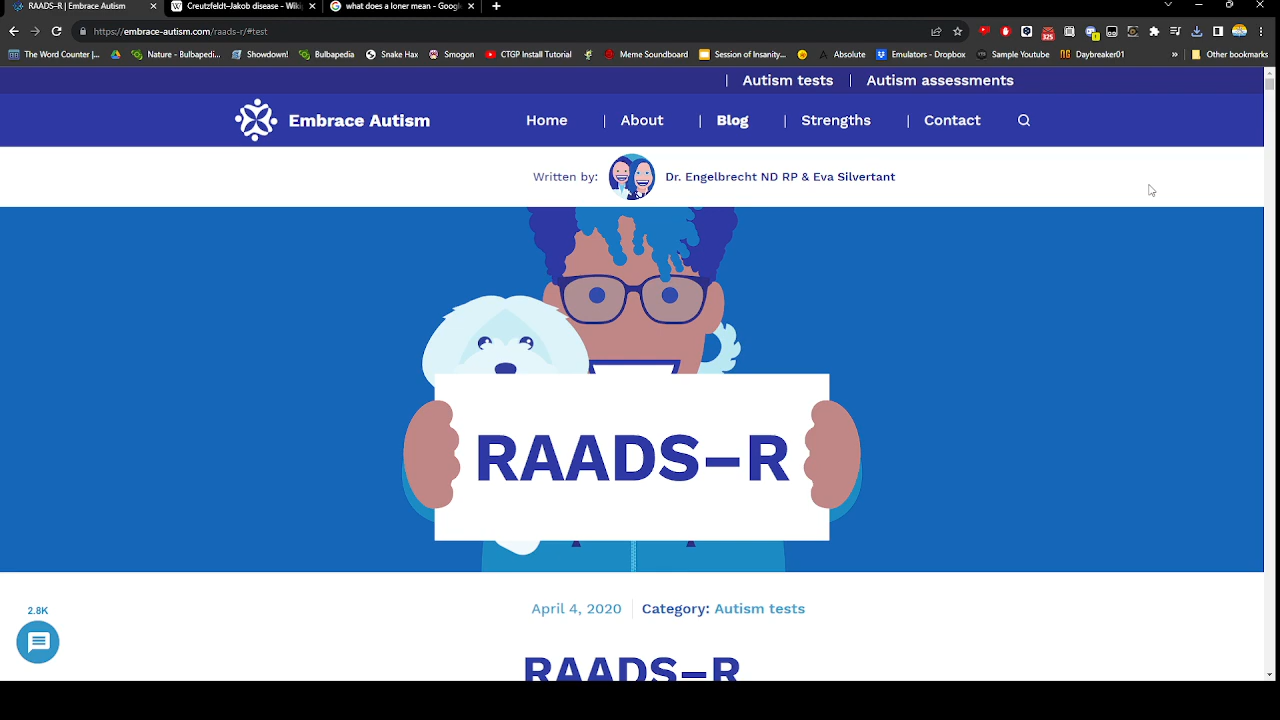 RAADS-R | Embrace Autism
Creutzfeldt–Jakob disease - Wiki
what does a loner mean - Google
https://embrace-autism.com/raads-r/#test
325
The Word Counter |...
Nature - Bulbapedi...
Showdown!
Bulbapedia
Snake Hax
Smogon
CTGP Install Tutorial
Meme Soundboard
Session of Insanity...
Absolute
Emulators - Dropbox
Sample Youtube
Daybreaker01
»
Other bookmarks
| Autism tests | Autism assessments
Embrace Autism
Home | About | Blog | Strengths | Contact
Written by: Dr. Engelbrecht ND RP & Eva Silvertant
RAADS–R
April 4, 2020 Category: Autism tests
2.8K
RAADS–R